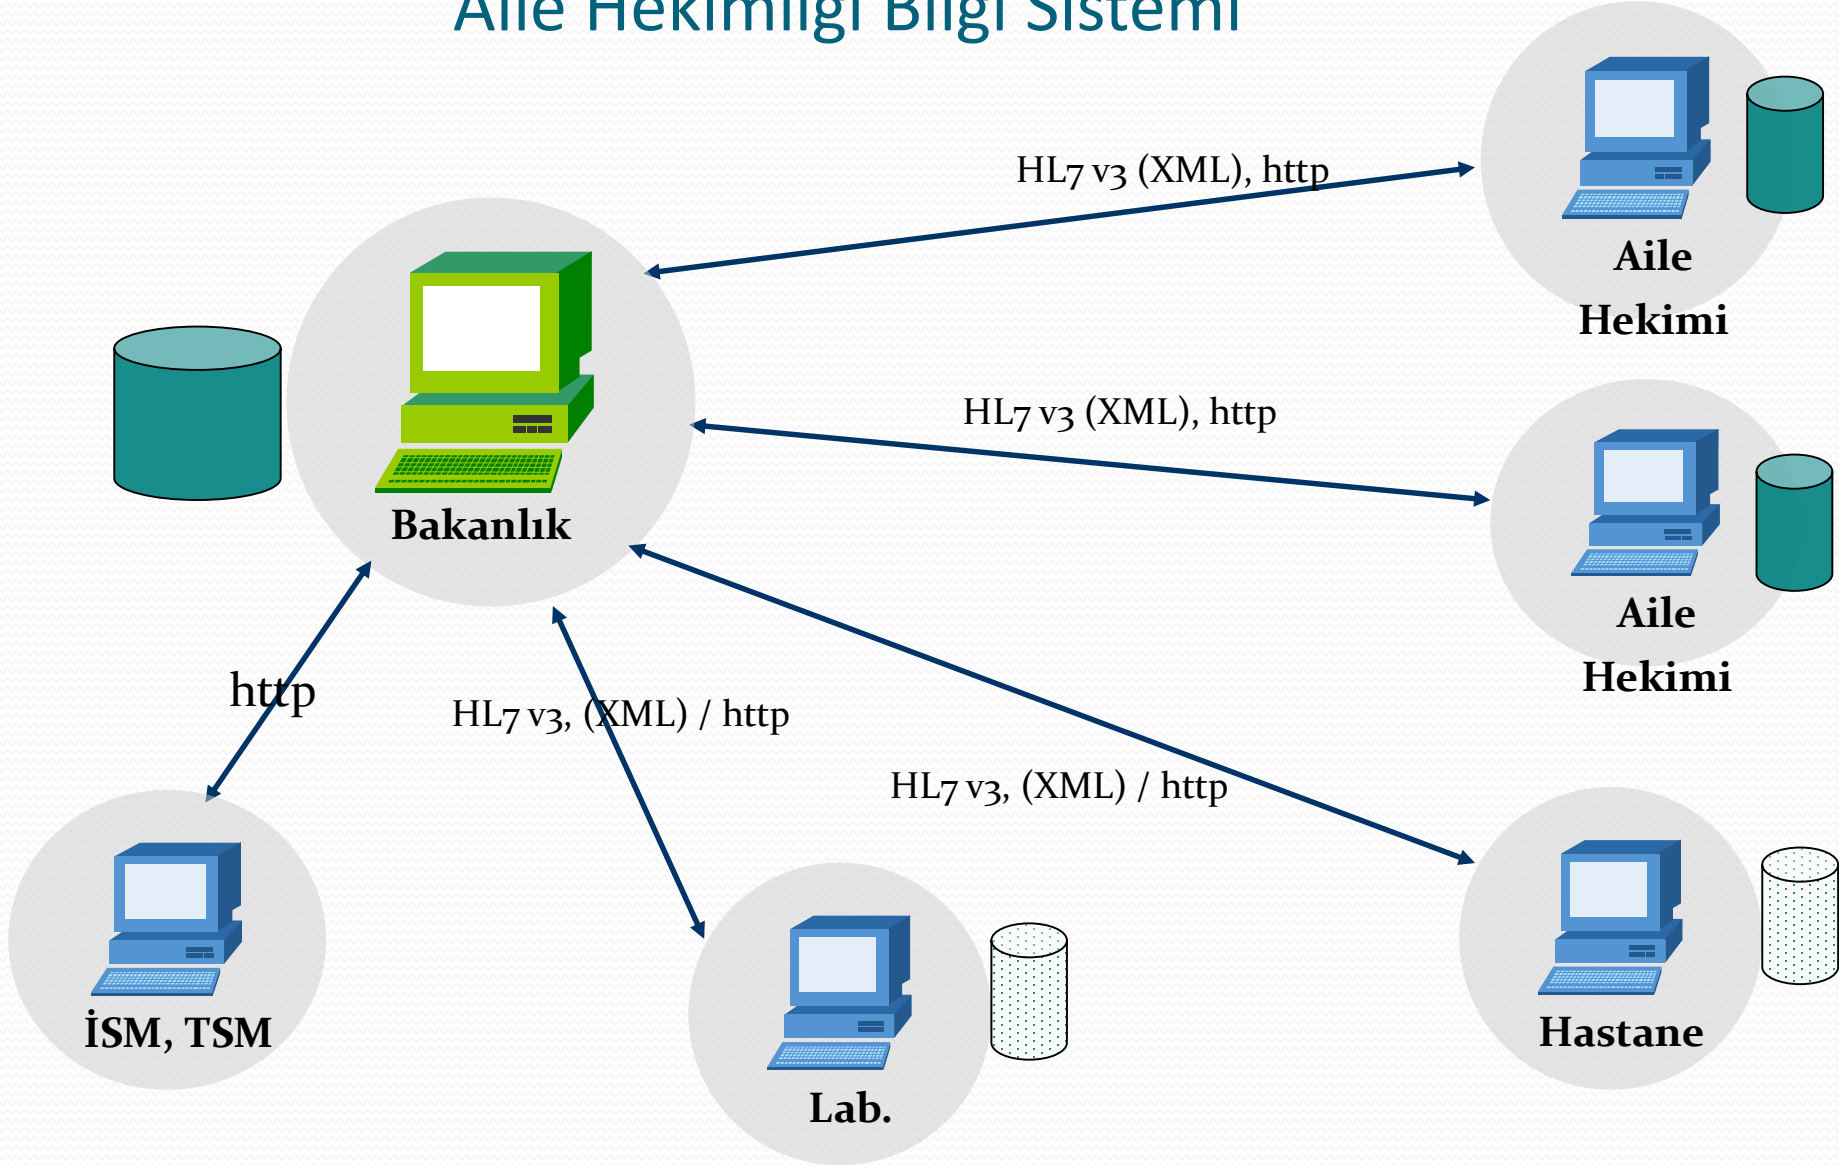 Aile Hekimliği Bilgi Sistemi
HL7 v3 (XML), http
Aile
Hekimi
HL7 v3 (XML), http
Bakanlık
Aile
Hekimi
http
HL7 v3, (XML) / http
HL7 v3, (XML) / http
İSM, TSM
Hastane
Lab.